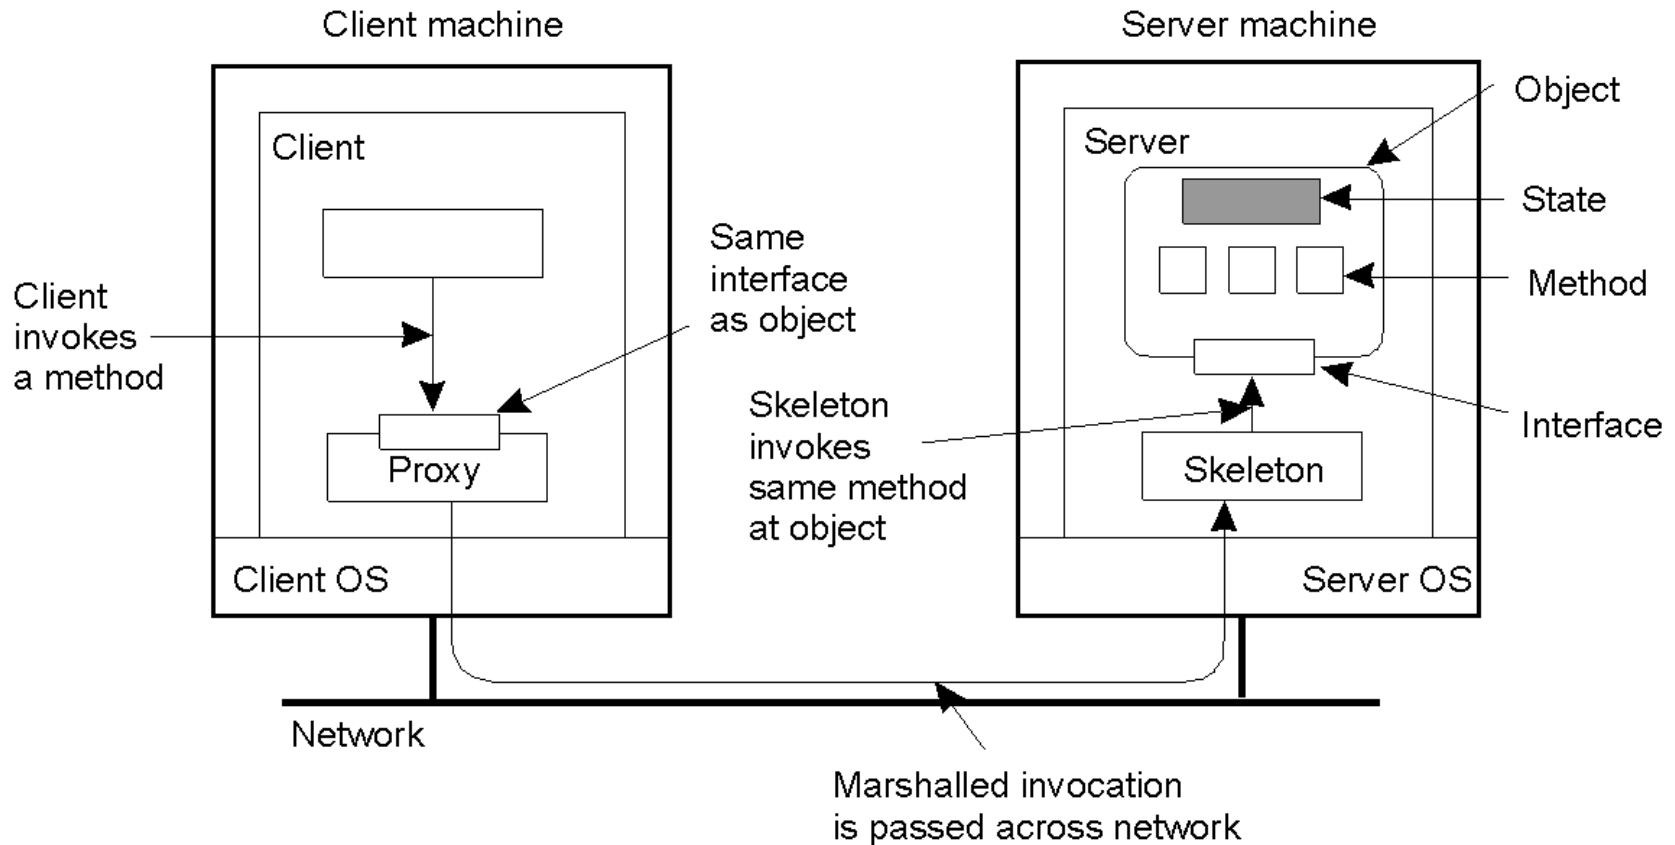 Client machine
Server machine
Object
Client
Server
State
Same
interface
as object
Method
Client
invokes
a method
Skeleton
invokes
same method
at object
Interface
Proxy
Skeleton
Client OS
Server OS
Network
Marshalled invocation
is passed across network